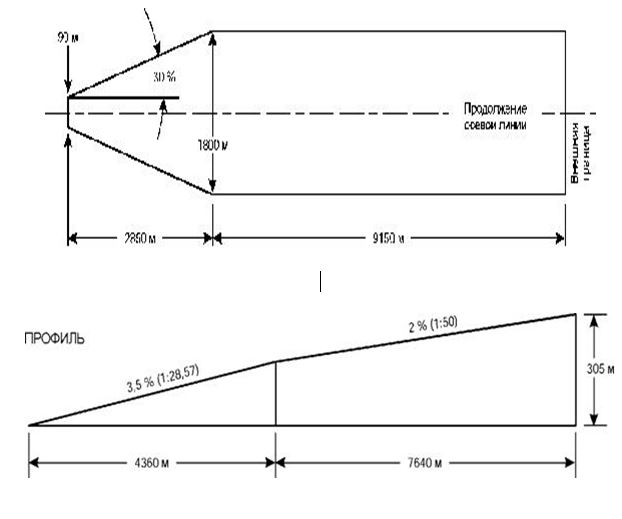 90 м
30 %
1800 м
Продолжение
осевой линии
Внешняя
граница
2850 м
9150 м
ПРОФИЛЬ
3,5 % (1:28,57)
2 % (1:50)
305 м
4360 м
7640 м